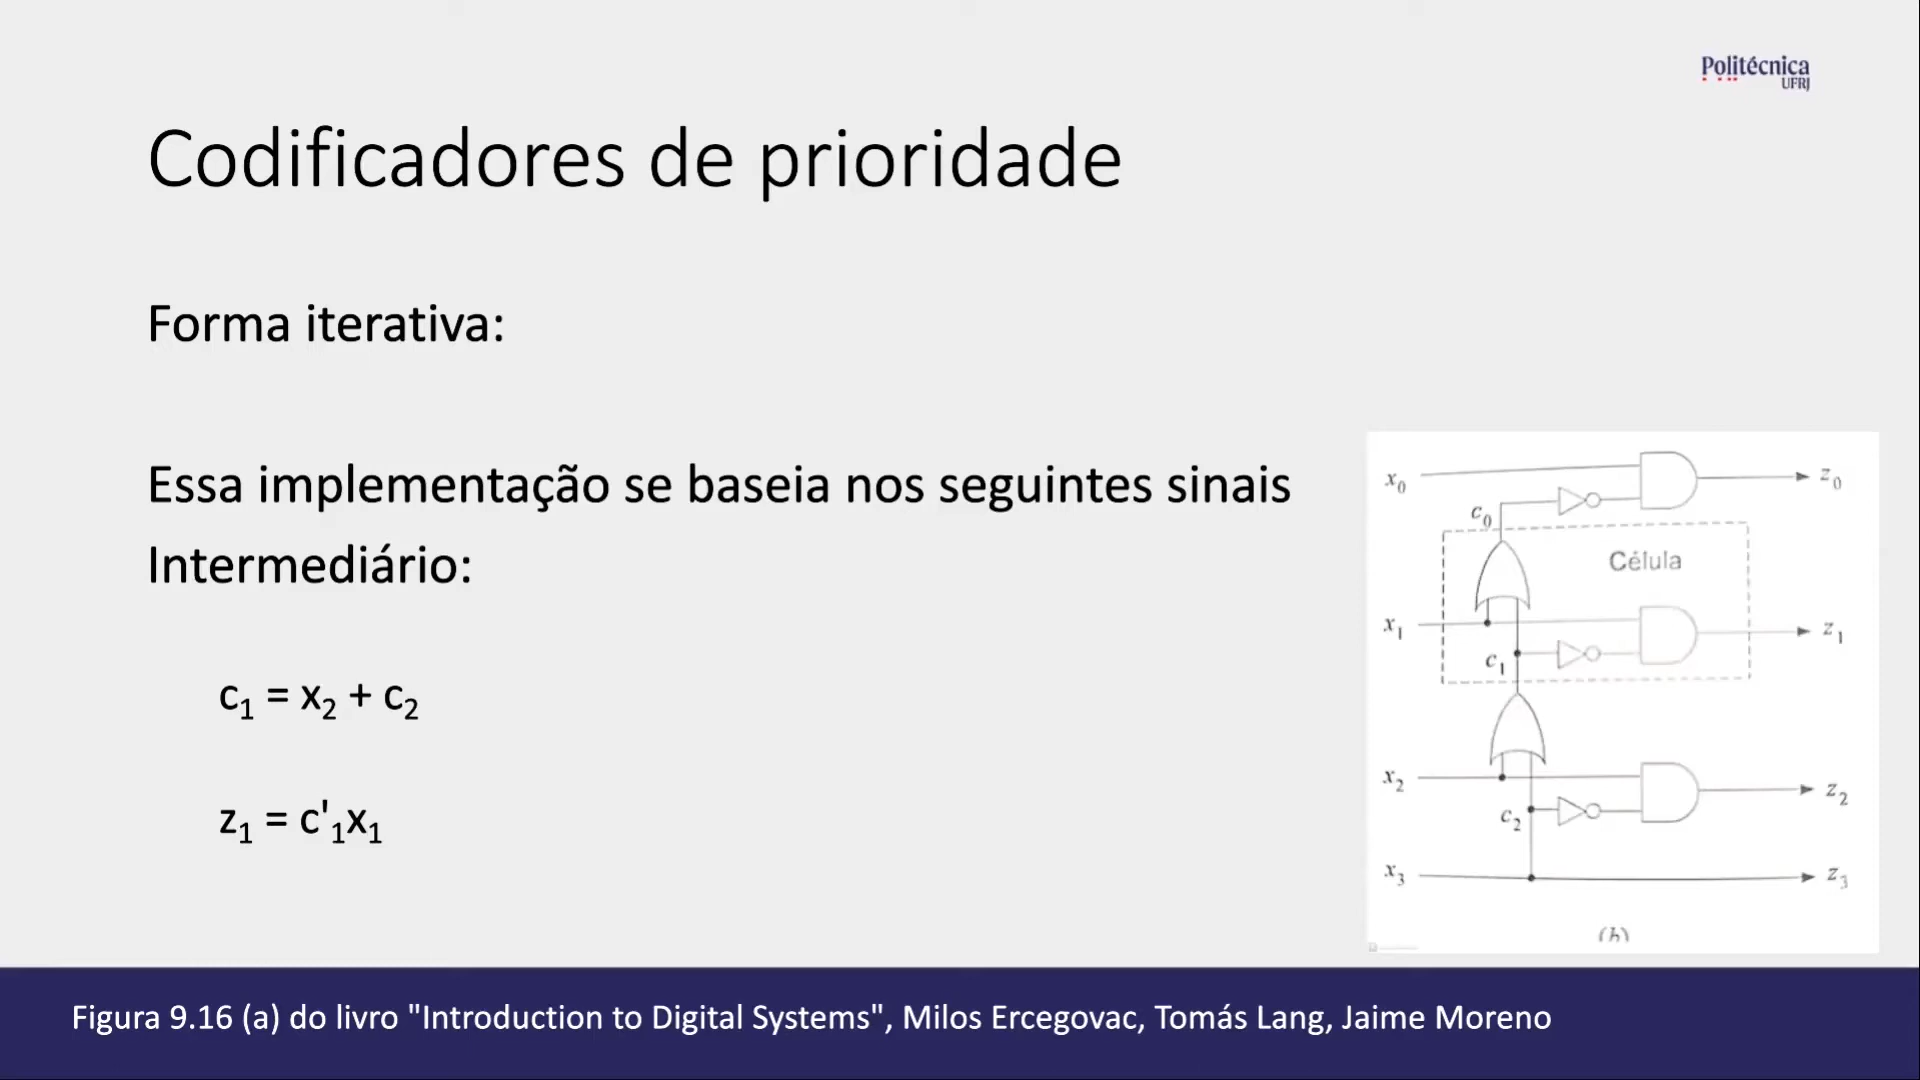 Politécnica
UFRJ
Codificadores de prioridade
Forma iterativa:
Essa implementação se baseia nos seguintes sinais
Intermediário:
c₁ = x₂ + c₂
z₁ = c'₁x₁
x₀
z₀
c₀
Célula
x₁
z₁
c₁
x₂
z₂
c₂
x₃
z₃
(b)
Figura 9.16 (a) do livro "Introduction to Digital Systems", Milos Ercegovac, Tomás Lang, Jaime Moreno